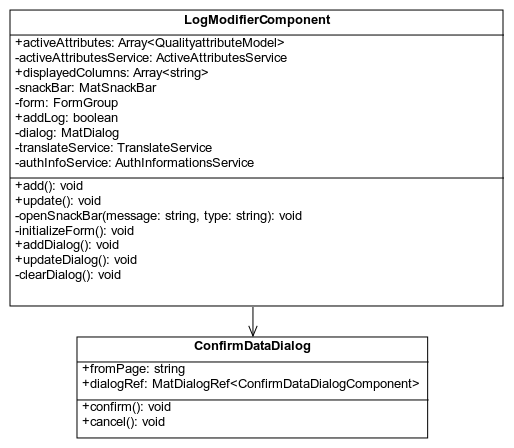 LogModifierComponent
+activeAttributes: Array<QualityattributeModel>
-activeAttributesService: ActiveAttributesService
+displayedColumns: Array<string>
-snackBar: MatSnackBar
-form: FormGroup
+addLog: boolean
-dialog: MatDialog
-translateService: TranslateService
-authInfoService: AuthInformationsService
+add(): void
+update(): void
-openSnackBar(message: string, type: string): void
-initializeForm(): void
+addDialog(): void
+updateDialog(): void
-clearDialog(): void
ConfirmDataDialog
+fromPage: string
+dialogRef: MatDialogRef<ConfirmDataDialogComponent>
+confirm(): void
+cancel(): void